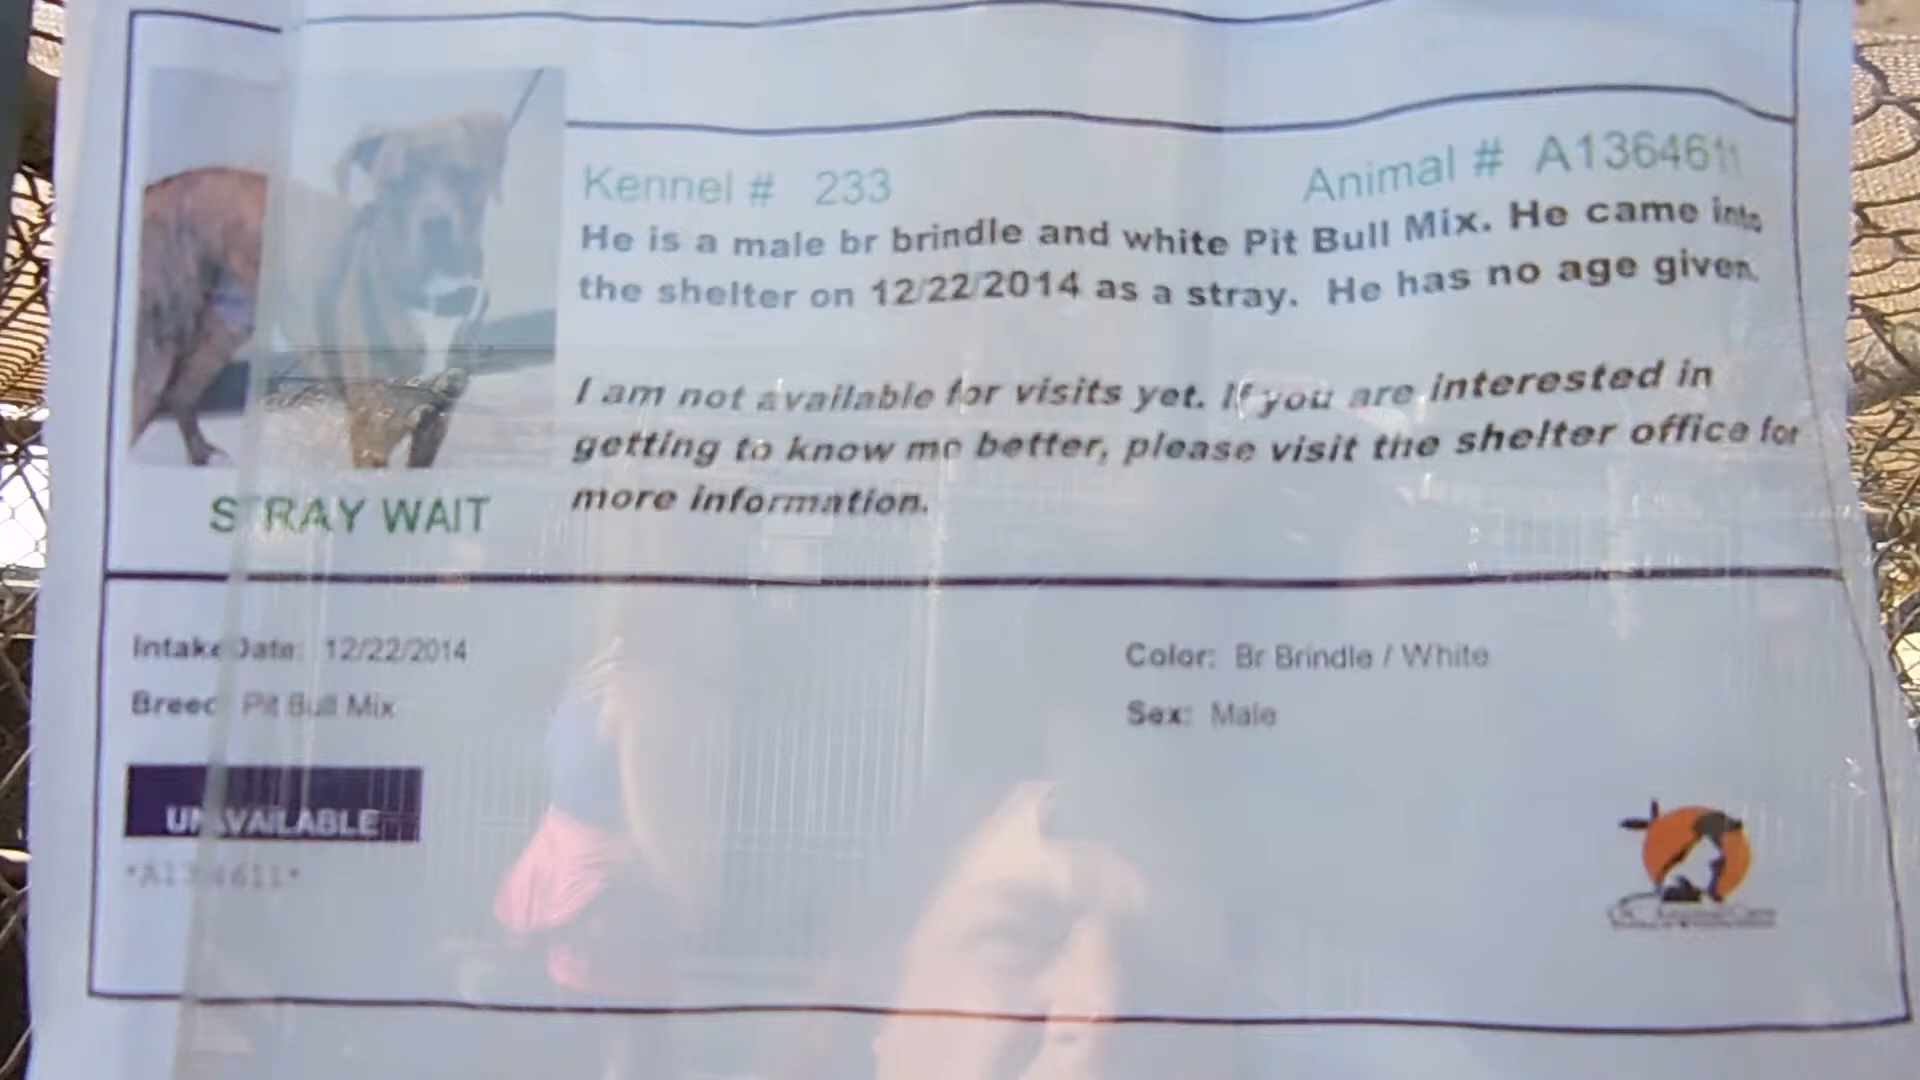 Kennel # 233
Animal # A1364611
He is a male br brindle and white Pit Bull Mix. He came into
the shelter on 12/22/2014 as a stray. He has no age given.
I am not available for visits yet. If you are interested in
getting to know me better, please visit the shelter office for
more information.
STRAY WAIT
Intake Date: 12/22/2014
Color: Br Brindle / White
Breed: Pit Bull Mix
Sex: Male
UNAVAILABLE
*A1364611*